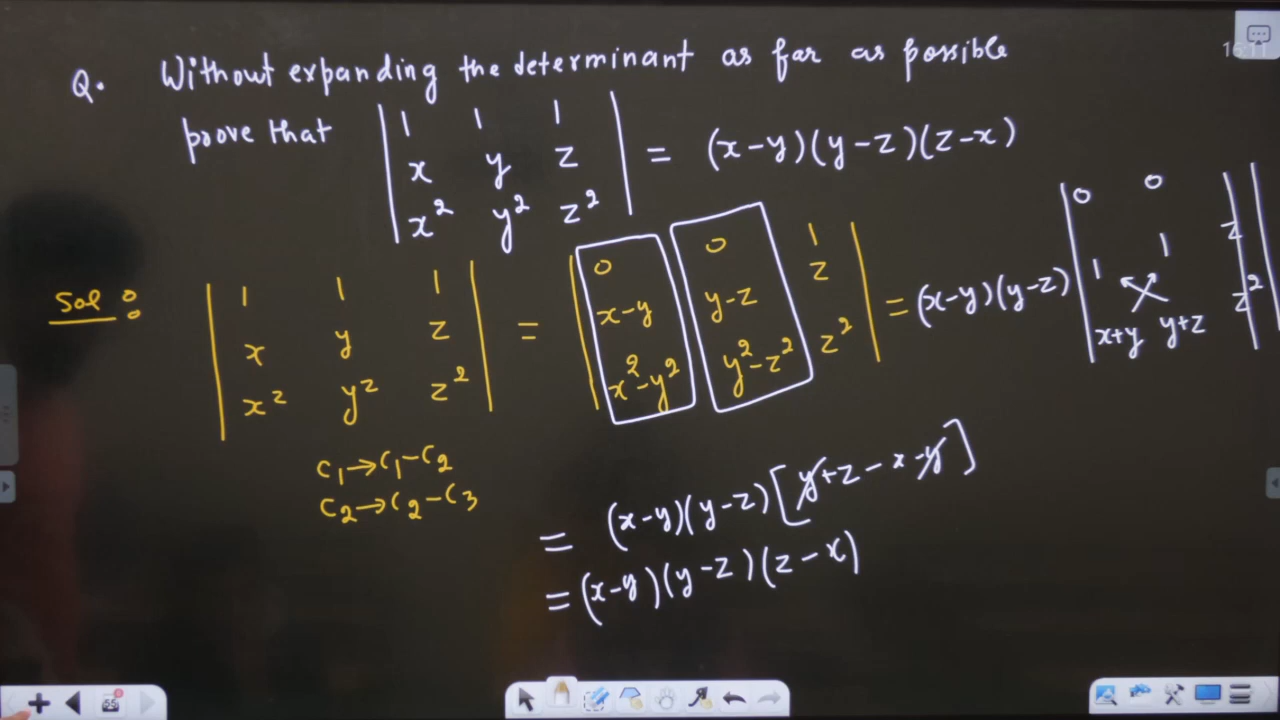 Q. Without expanding the determinant as far as possible
prove that | 1 1 1 | = (x-y)(y-z)(z-x)
| x y z |
| x² y² z² |
Sol :
| 1 1 1 | = | 0 0 1 | = (x-y)(y-z) | 0 0 |
| x y z | | x-y y-z z | | 1 1 z |
| x² y² z² | | x²-y² y²-z² z² | | x+y y+z z² |
C₁→C₁-C₂
C₂→C₂-C₃
= (x-y)(y-z)[y+z-x-y]
= (x-y)(y-z)(z-x)